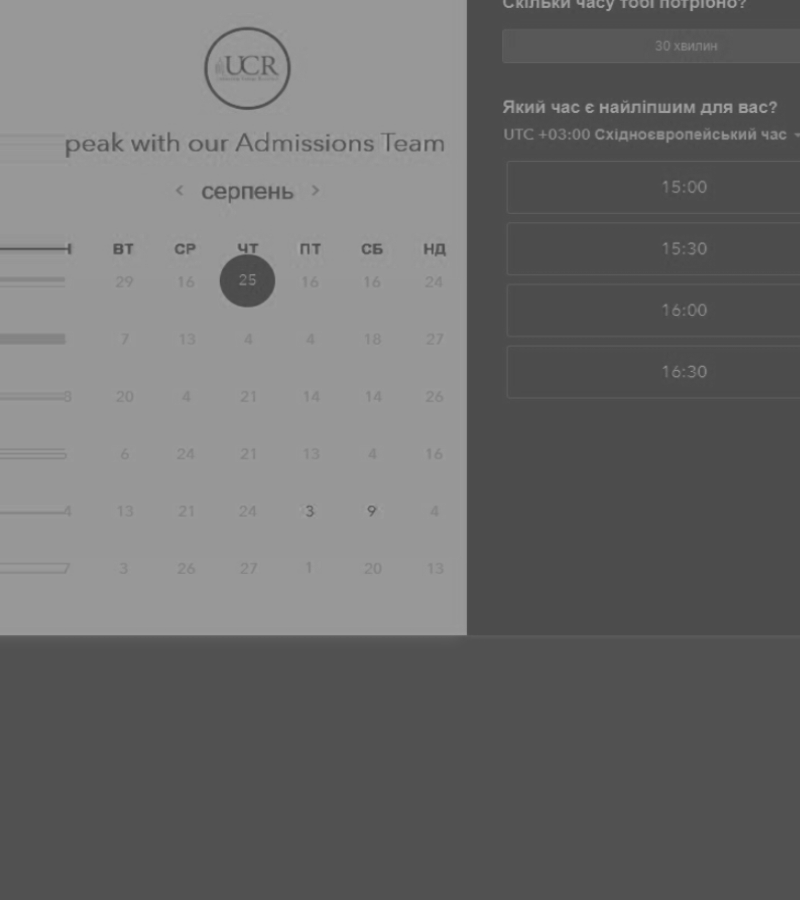 UCR
peak with our Admissions Team
‹ серпень ›
ВТ СР ЧТ ПТ СБ НД
29 16 25 16 16 24
7 13 4 4 18 27
8 20 4 21 14 14 26
6 24 21 13 4 16
4 13 21 24 3 9 4
3 26 27 1 20 13
Скільки часу тобі потрібно?
30 хвилин
Який час є найліпшим для вас?
UTC +03:00 Східноєвропейський час
15:00
15:30
16:00
16:30